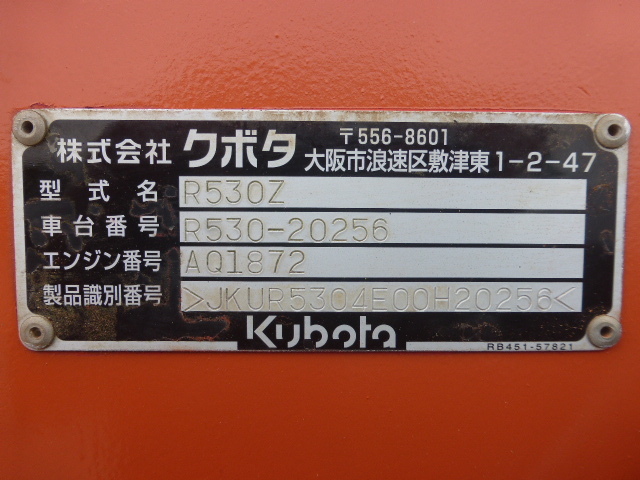 株式会社 クボタ 〒556-8601
大阪市浪速区敷津東1-2-47
型式名 R530Z
車台番号 R530-20256
エンジン番号 AQ1872
製品識別番号 >JKUR5304E00H20256<
Kubota
RB451-57821